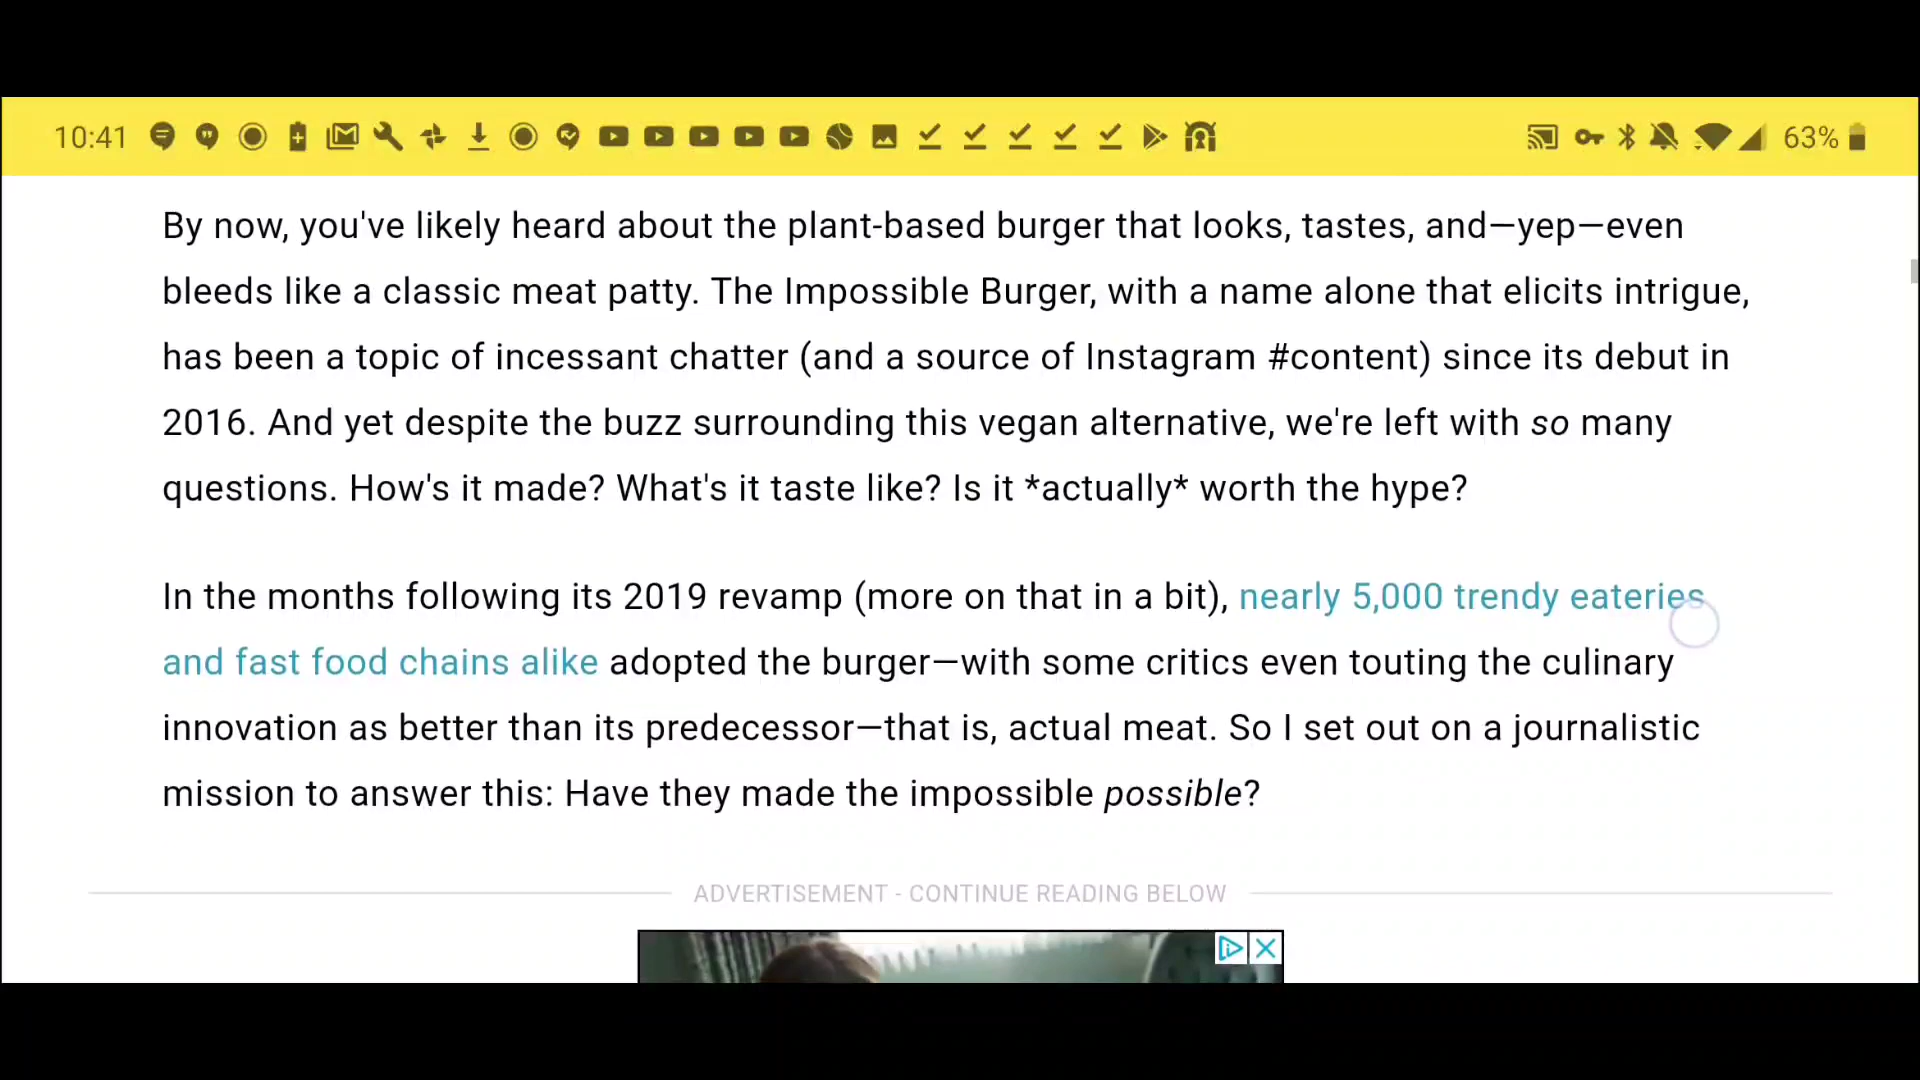 10:41
63%
By now, you've likely heard about the plant-based burger that looks, tastes, and—yep—even
bleeds like a classic meat patty. The Impossible Burger, with a name alone that elicits intrigue,
has been a topic of incessant chatter (and a source of Instagram #content) since its debut in
2016. And yet despite the buzz surrounding this vegan alternative, we're left with so many
questions. How's it made? What's it taste like? Is it *actually* worth the hype?
In the months following its 2019 revamp (more on that in a bit), nearly 5,000 trendy eateries
and fast food chains alike adopted the burger—with some critics even touting the culinary
innovation as better than its predecessor—that is, actual meat. So I set out on a journalistic
mission to answer this: Have they made the impossible possible?
ADVERTISEMENT - CONTINUE READING BELOW